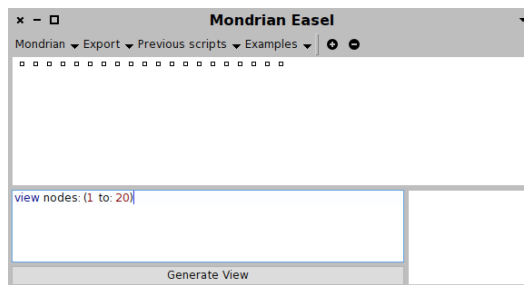 Mondrian Easel
Mondrian Export Previous scripts Examples
view nodes: (1 to: 20)
Generate View